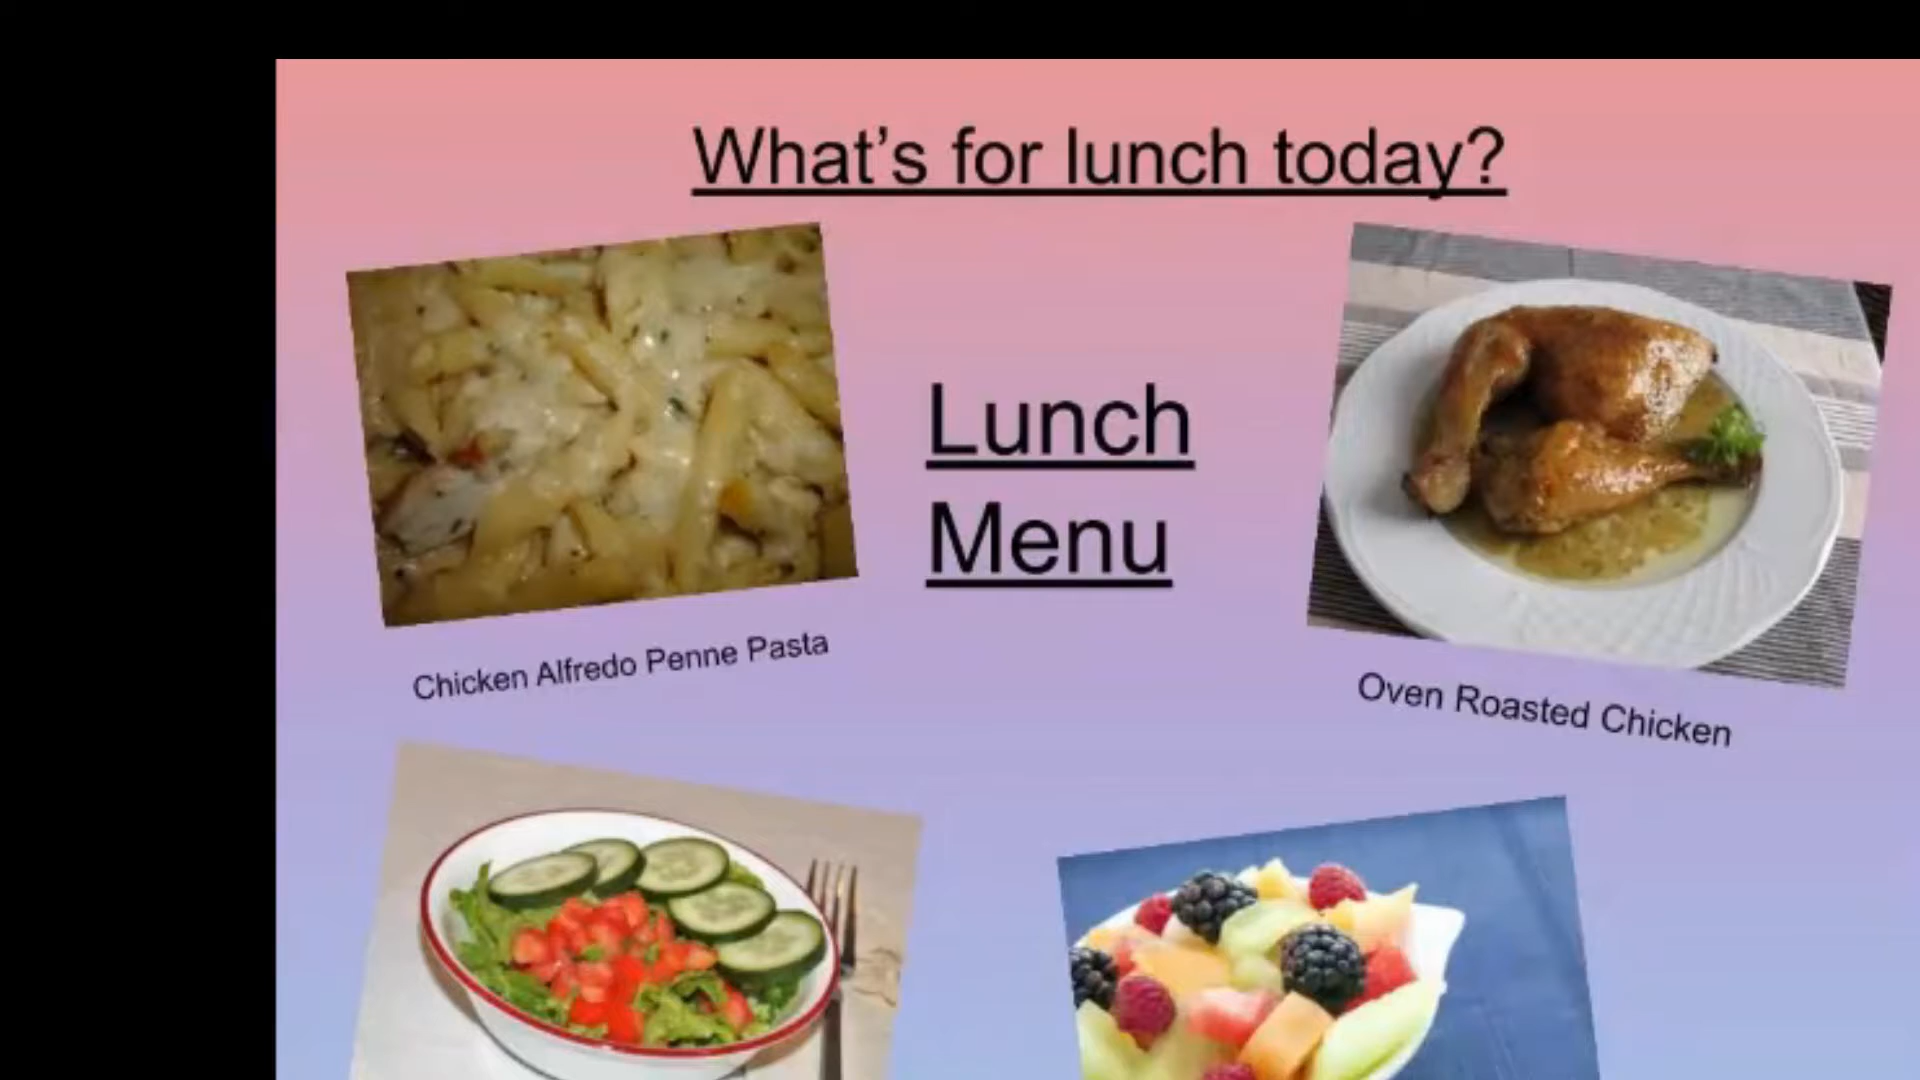 What’s for lunch today?
Lunch
Menu
Chicken Alfredo Penne Pasta
Oven Roasted Chicken